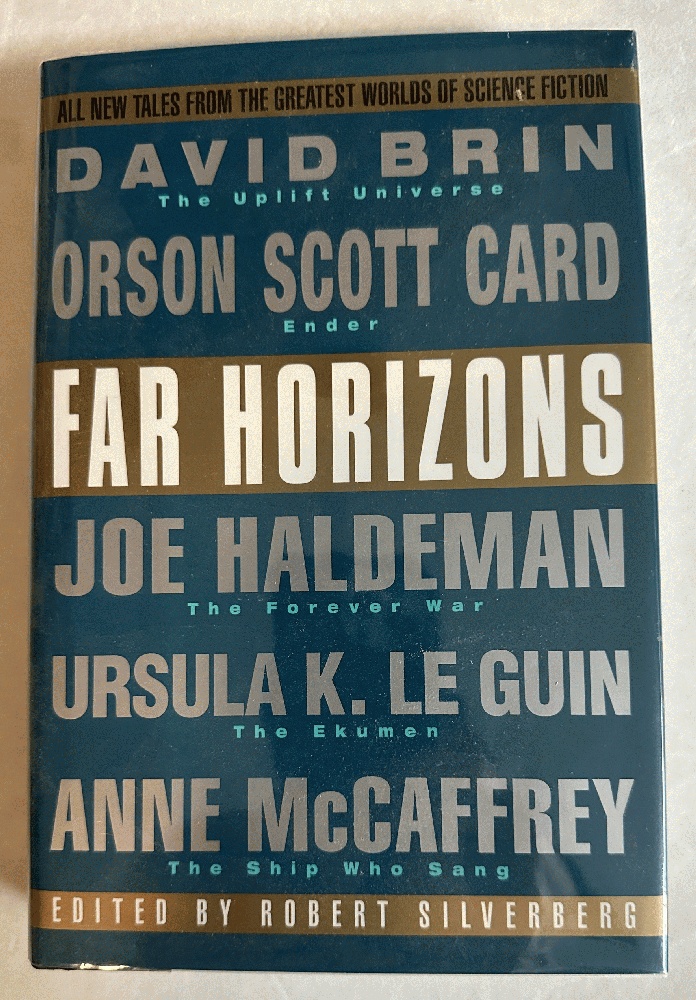 ALL NEW TALES FROM THE GREATEST WORLDS OF SCIENCE FICTION
DAVID BRIN
The Uplift Universe
ORSON SCOTT CARD
Ender
FAR HORIZONS
JOE HALDEMAN
The Forever War
URSULA K. LE GUIN
The Ekumen
ANNE McCAFFREY
The Ship Who Sang
EDITED BY ROBERT SILVERBERG